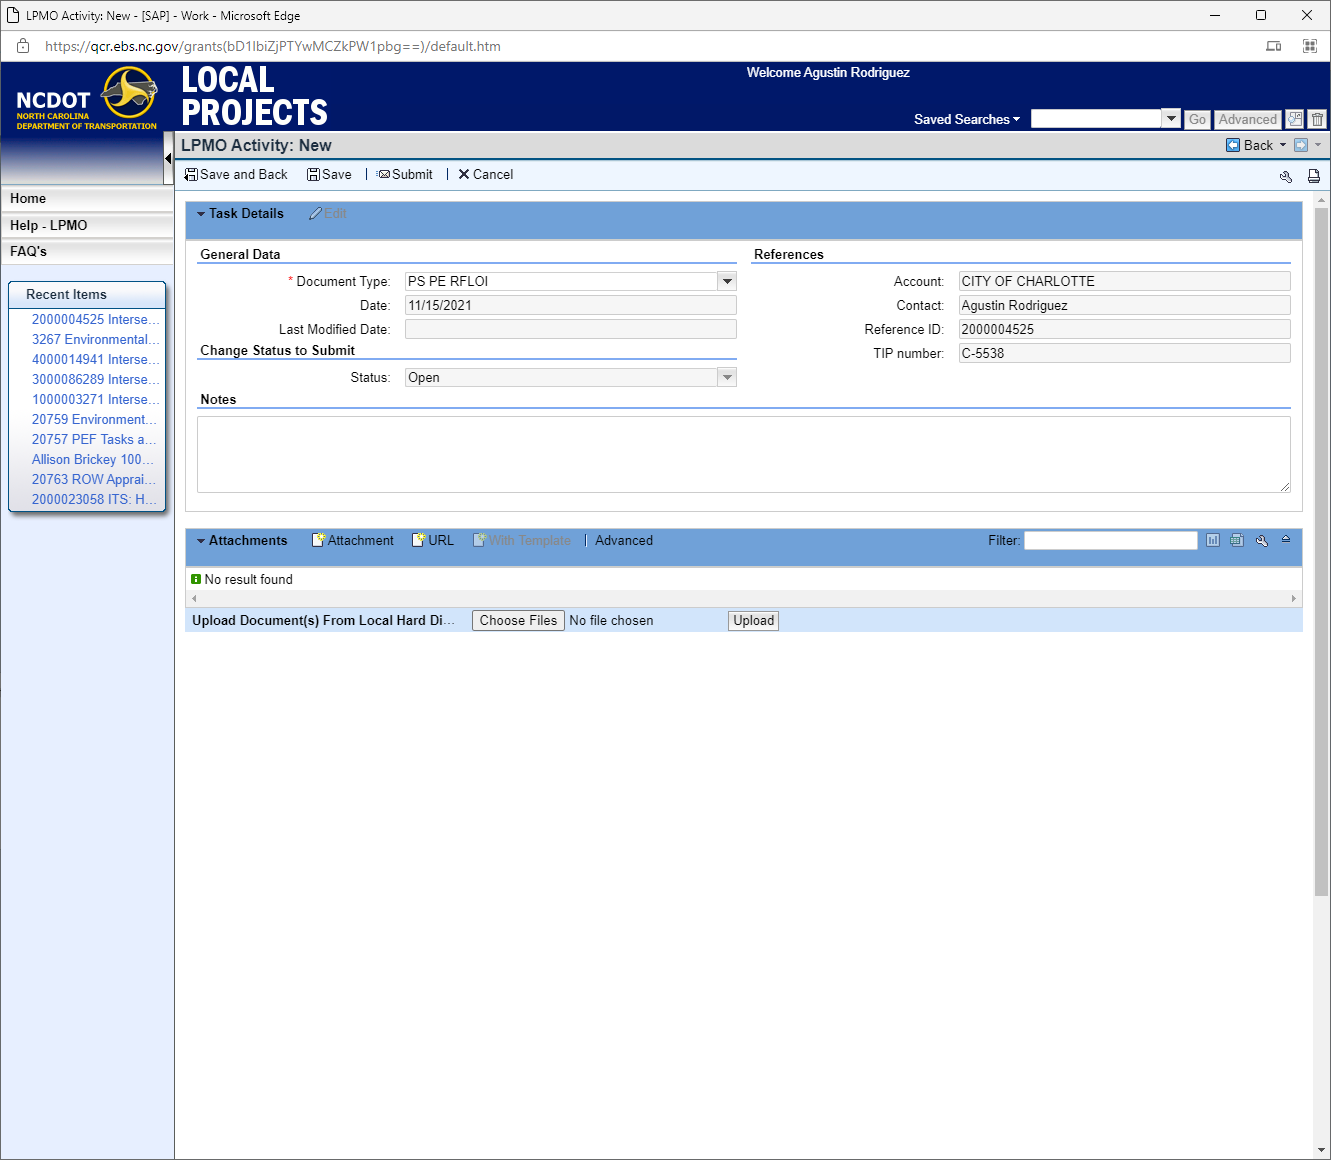 LPMO Activity: New - [SAP] - Work - Microsoft Edge
https://qcr.ebs.nc.gov/grants(bD1lbiZjPTYwMCZkPW1pbg==)/default.htm
NCDOT
NORTH CAROLINA
DEPARTMENT OF TRANSPORTATION
LOCAL
PROJECTS
Welcome Agustin Rodriguez
Saved Searches
Go
Advanced
LPMO Activity: New
Back
Save and Back Save Submit Cancel
Home
Help - LPMO
FAQ's
Recent Items
2000004525 Interse...
3267 Environmental...
4000014941 Interse...
3000086289 Interse...
1000003271 Interse...
20759 Environment...
20757 PEF Tasks a...
Allison Brickey 100...
20763 ROW Apprai...
2000023058 ITS: H...
Task Details Edit
General Data
* Document Type: PS PE RFLOI
Date: 11/15/2021
Last Modified Date:
Change Status to Submit
Status: Open
References
Account: CITY OF CHARLOTTE
Contact: Agustin Rodriguez
Reference ID: 2000004525
TIP number: C-5538
Notes
Attachments Attachment URL With Template Advanced Filter:
No result found
Upload Document(s) From Local Hard Di... Choose Files No file chosen Upload